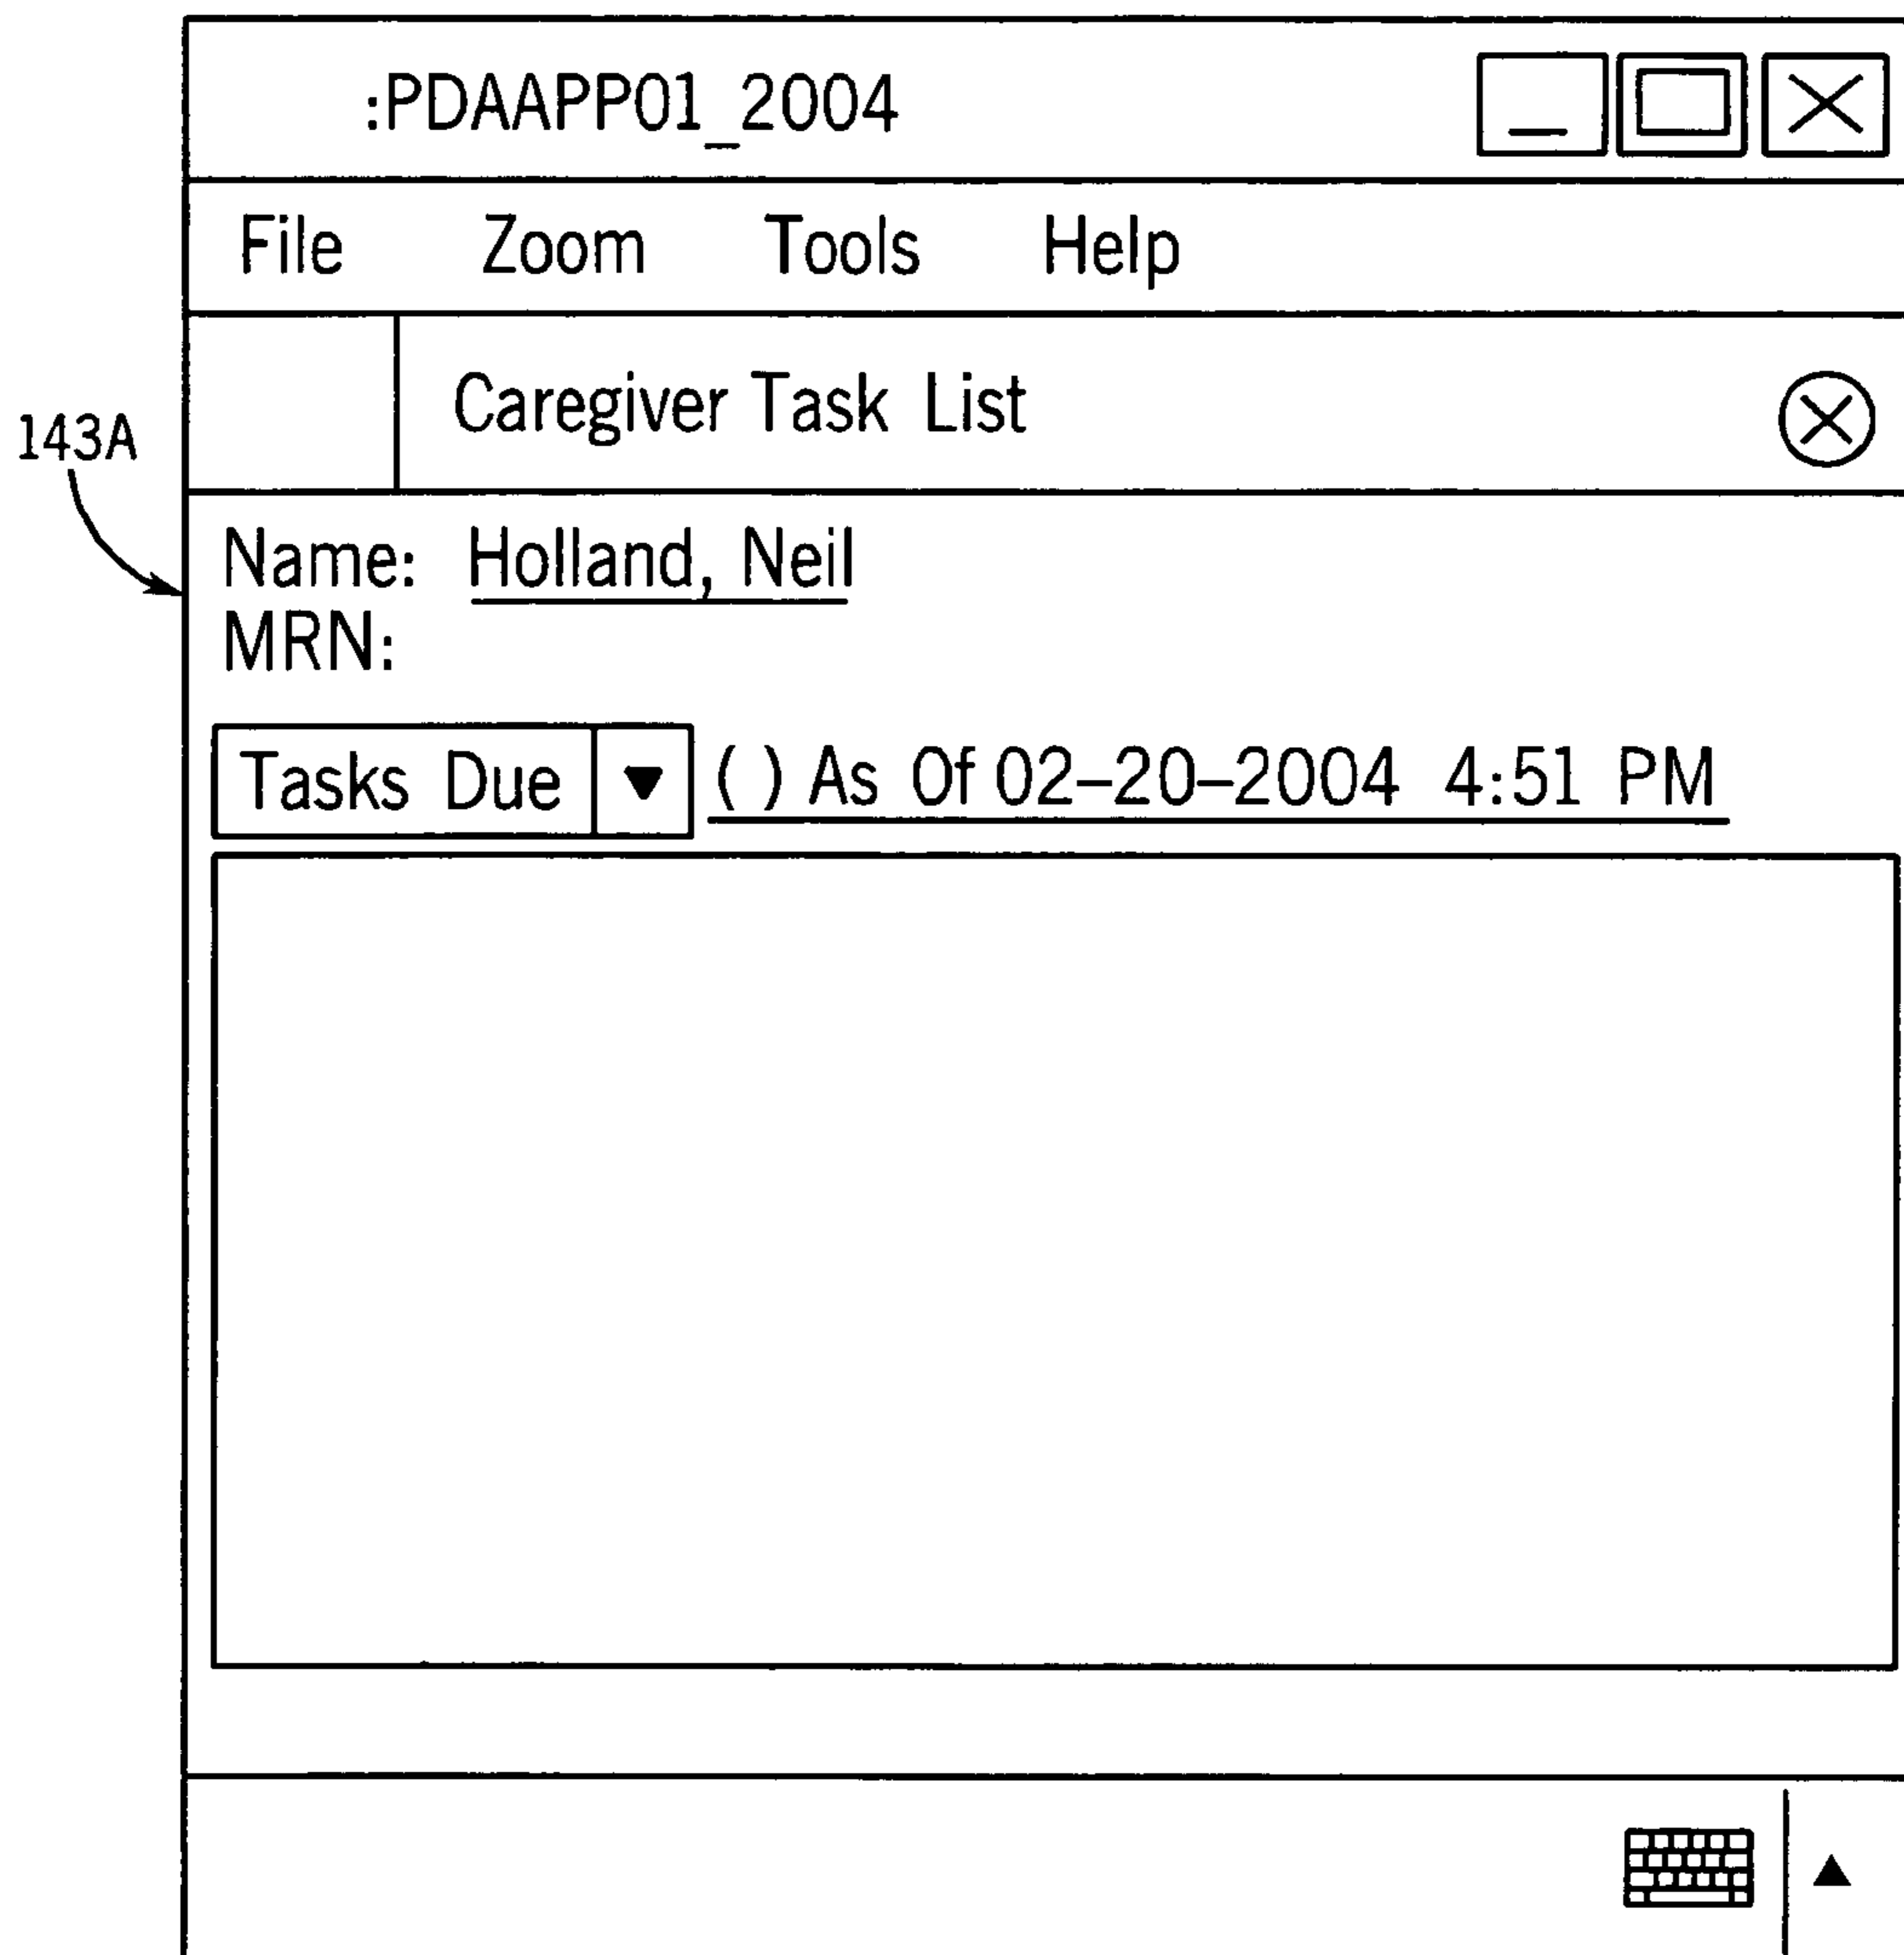 :PDAAPP01_2004
File Zoom Tools Help
Caregiver Task List
143A
Name: Holland, Neil
MRN:
Tasks Due ( ) As Of 02–20–2004 4:51 PM